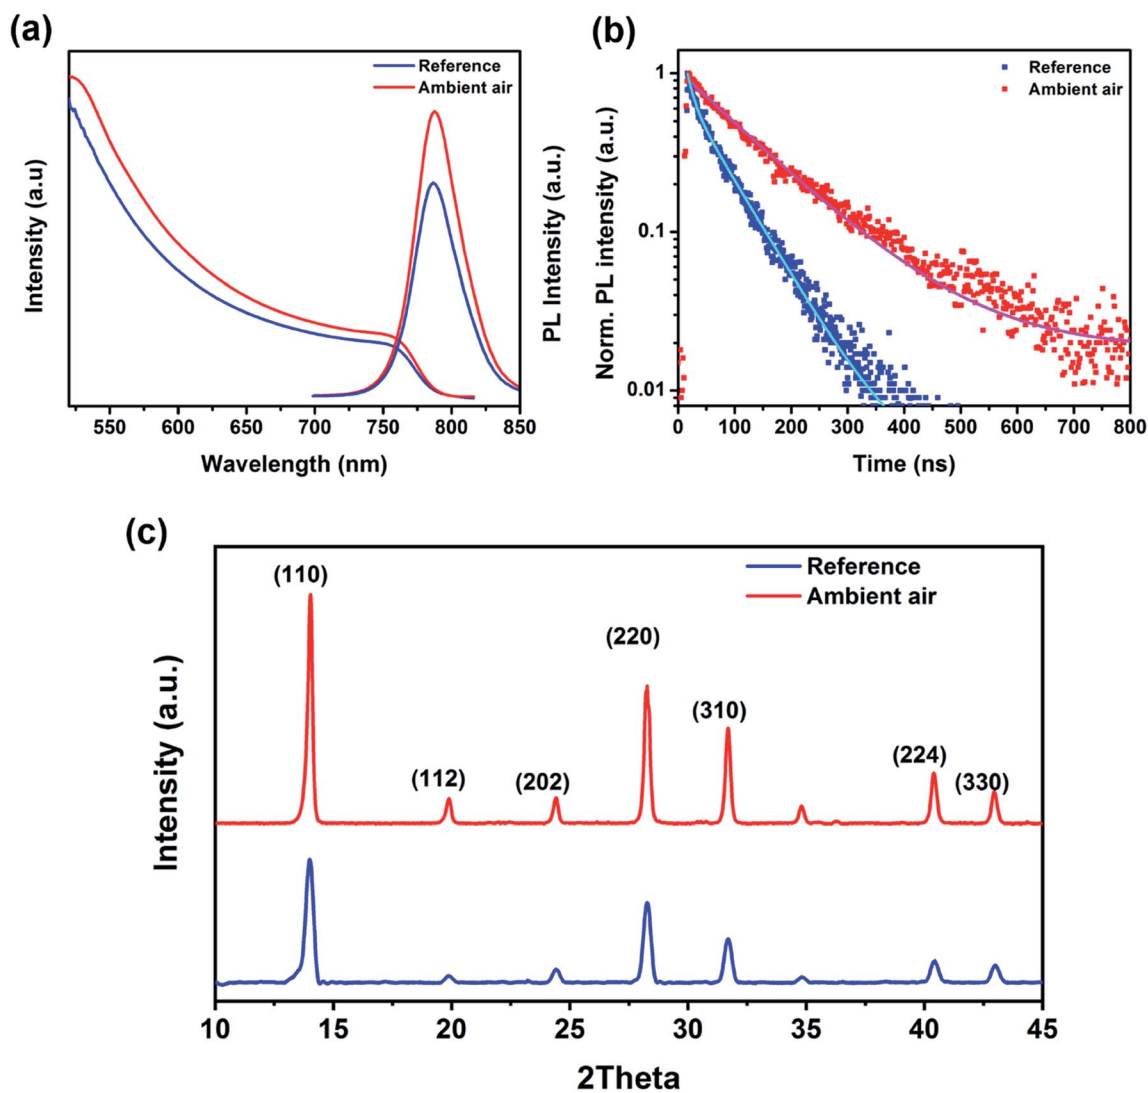 (a)
Reference
Ambient air
Intensity (a.u)
PL Intensity (a.u.)
550 600 650 700 750 800 850
Wavelength (nm)
(b)
Reference
Ambient air
Norm. PL intensity (a.u.)
1
0.1
0.01
0 100 200 300 400 500 600 700 800
Time (ns)
(c)
Reference
Ambient air
(110)
(112)
(202)
(220)
(310)
(224)
(330)
Intensity (a.u.)
10 15 20 25 30 35 40 45
2Theta